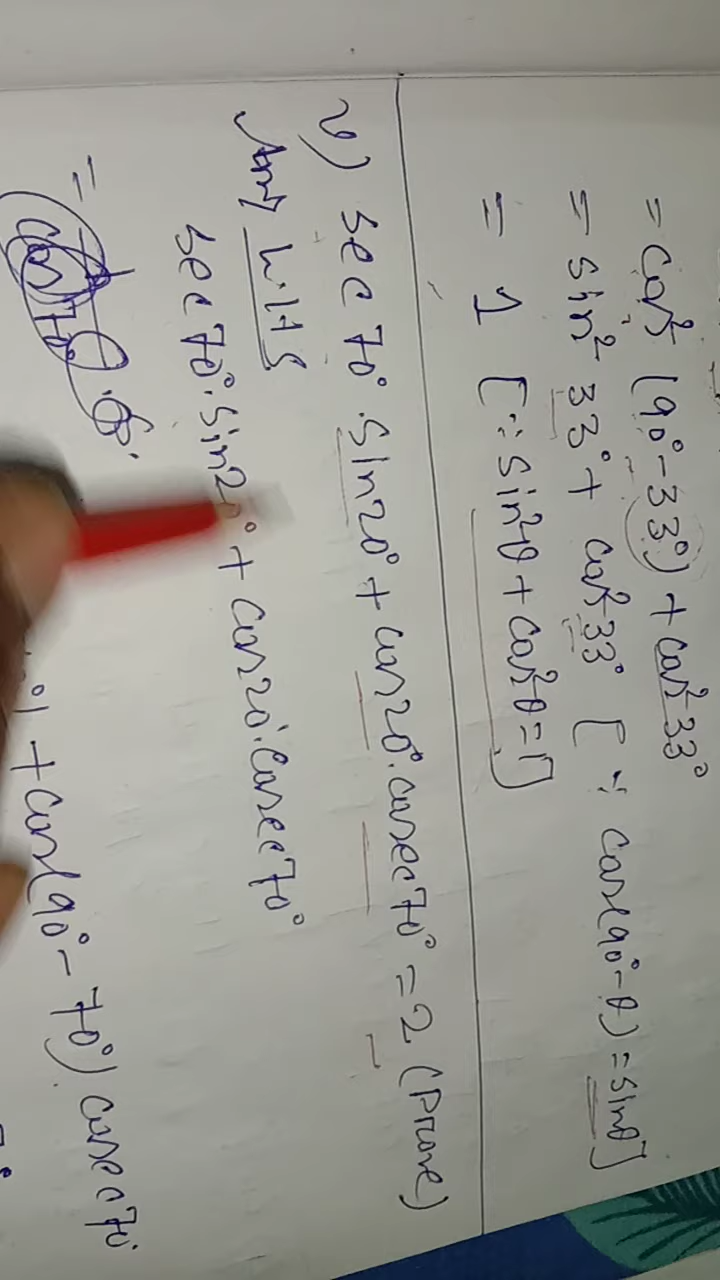 = cos² (90° - 33°) + cos² 33°
= sin² 33° + cos² 33° [∵ cos(90° - θ) = sinθ]
= 1 [∵ sin²θ + cos²θ = 1]
v) sec 70° . sin 20° + cos 20° . cosec 70° = 2 (Prove)
Ans L.H.S
sec 70° . sin 20° + cos 20° . cosec 70°
= + cos(90° - 70°) cosec 70°